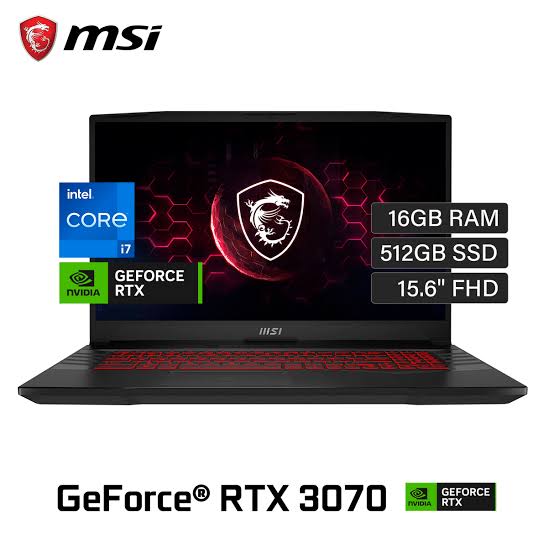 msi
intel
CORE
i7
NVIDIA
GEFORCE
RTX
16GB RAM
512GB SSD
15.6" FHD
msi
GeForce® RTX 3070
NVIDIA
GEFORCE
RTX